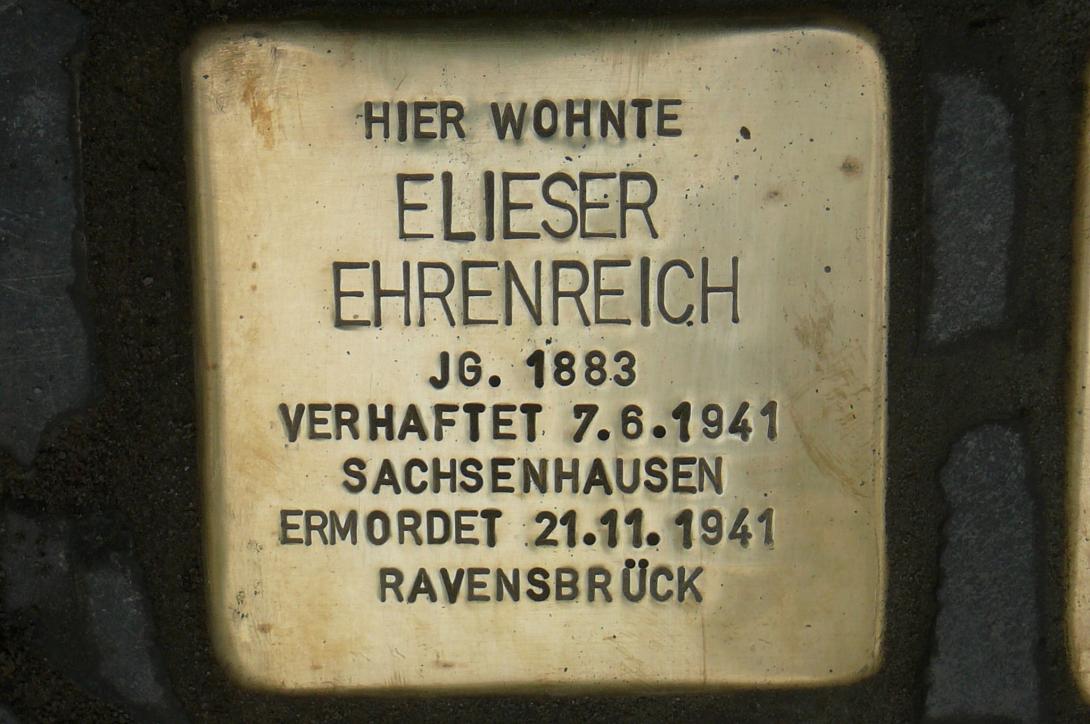 HIER WOHNTE
ELIESER
EHRENREICH
JG. 1883
VERHAFTET 7.6.1941
SACHSENHAUSEN
ERMORDET 21.11.1941
RAVENSBRÜCK